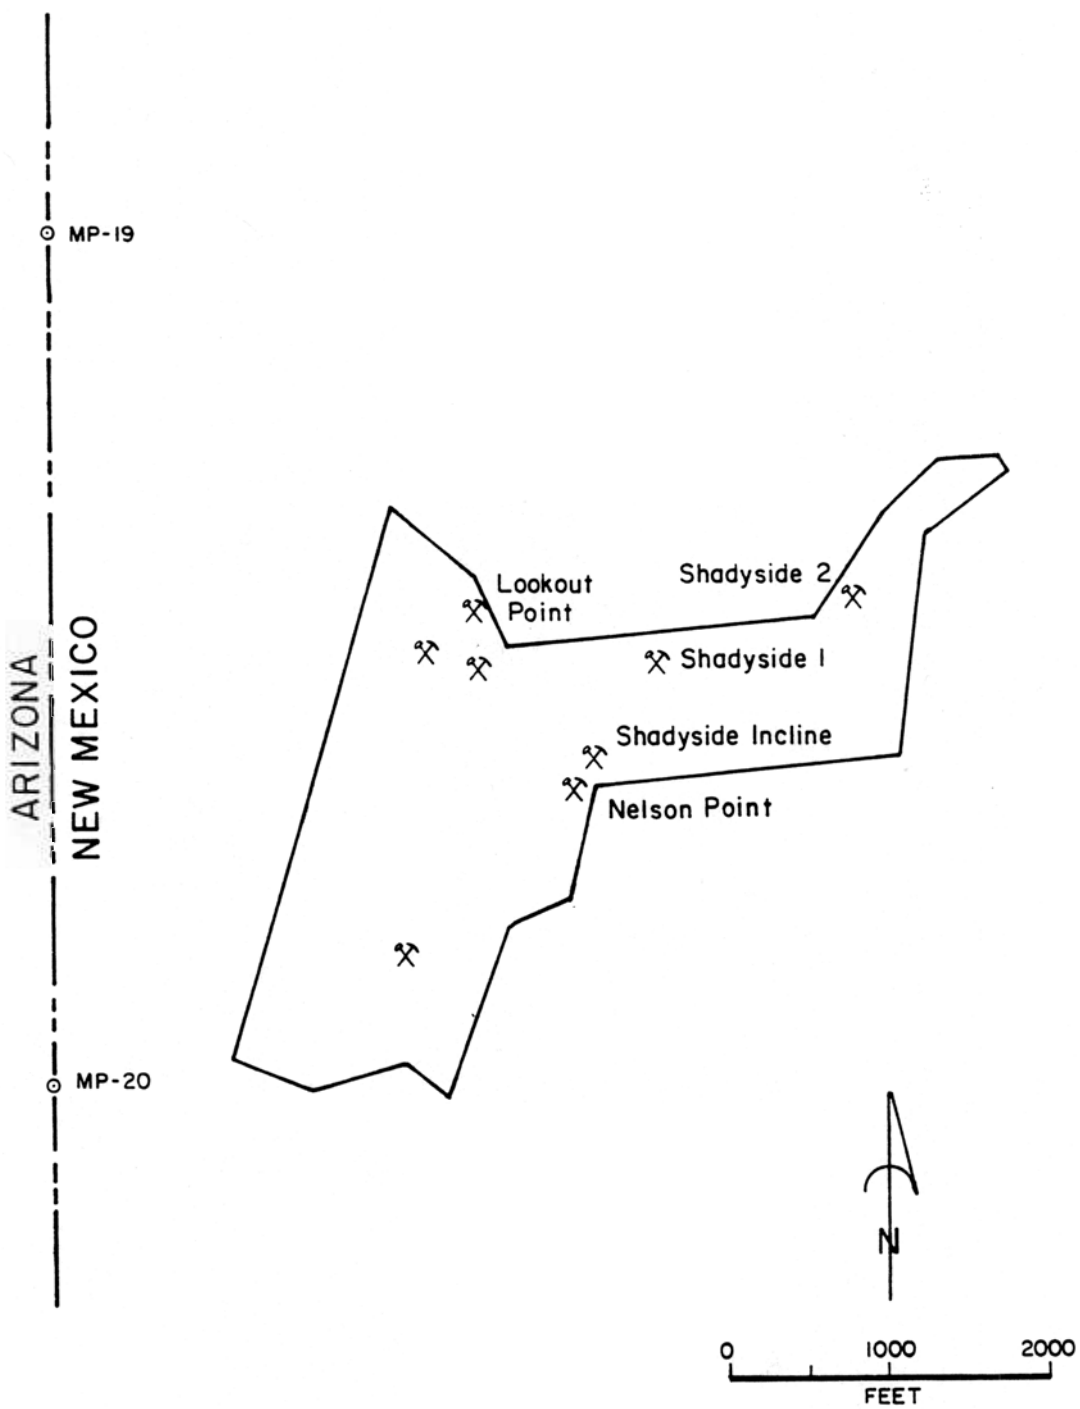 MP-19
Lookout
Point
Shadyside 2
Shadyside 1
ARIZONA
NEW MEXICO
Shadyside Incline
Nelson Point
MP-20
N
0 1000 2000
FEET